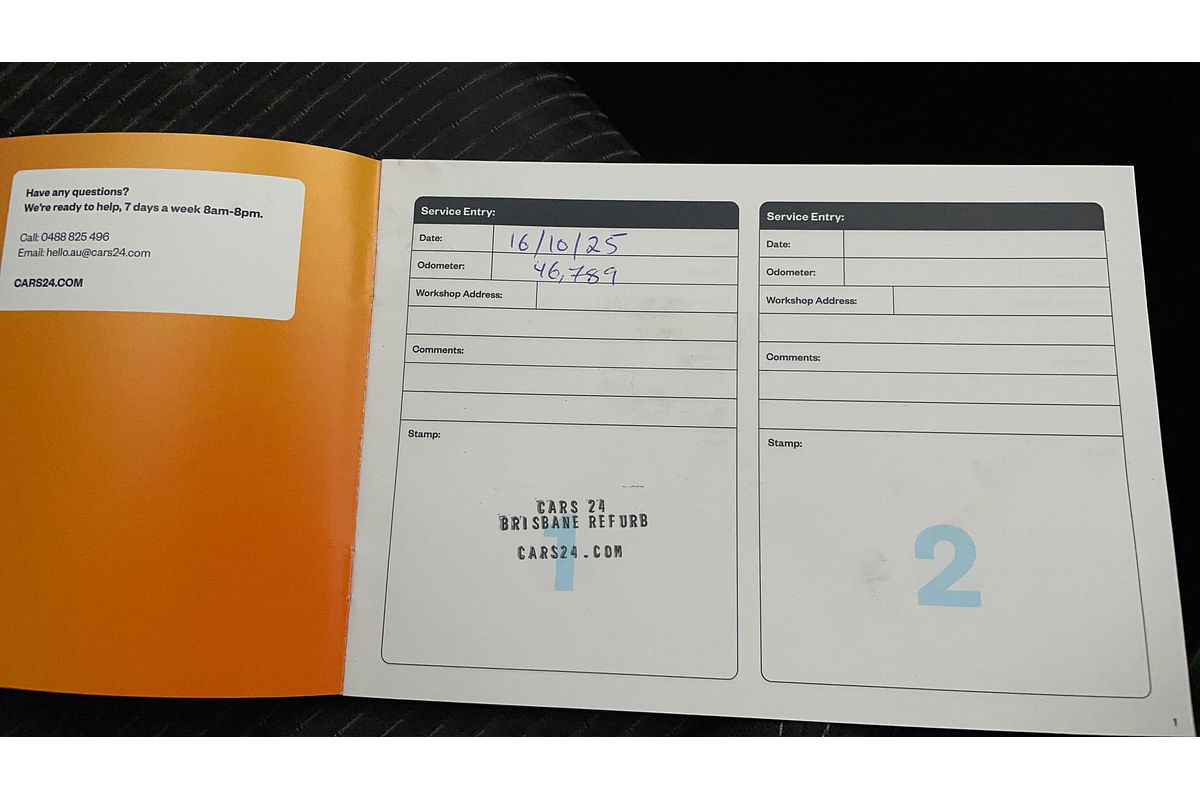 Have any questions?
We're ready to help, 7 days a week 8am-8pm.
Call: 0488 825 496
Email: hello.au@cars24.com
CARS24.COM
Service Entry:
Date: 16/10/25
Odometer: 46,789
Workshop Address:
Comments:
Stamp:
CARS 24
BRISBANE REFURB
CARS24.COM
1
Service Entry:
Date:
Odometer:
Workshop Address:
Comments:
Stamp:
2
1